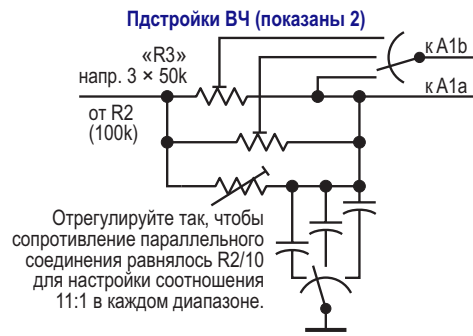 Пдстройки ВЧ (показаны 2)
«R3»
напр. 3 × 50k
к A1b
к A1a
от R2
(100k)
Отрегулируйте так, чтобы
сопротивление параллельного
соединения равнялось R2/10
для настройки соотношения
11:1 в каждом диапазоне.